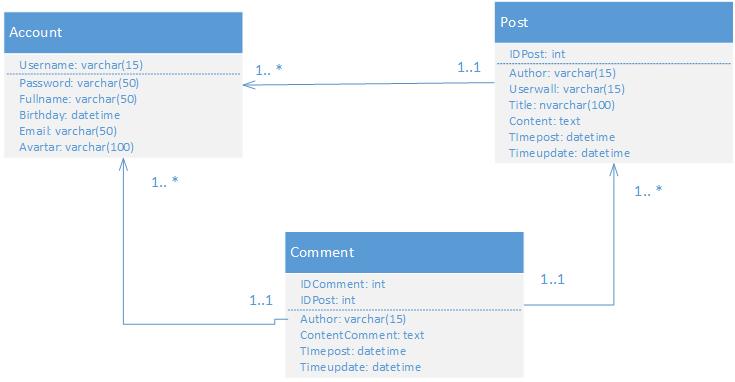 Account
Username: varchar(15)
Password: varchar(50)
Fullname: varchar(50)
Birthday: datetime
Email: varchar(50)
Avartar: varchar(100)
1.. *
1..1
Post
IDPost: int
Author: varchar(15)
Userwall: varchar(15)
Title: nvarchar(100)
Content: text
TImepost: datetime
Timeupdate: datetime
1.. *
1.. *
1..1
1..1
Comment
IDComment: int
IDPost: int
Author: varchar(15)
ContentComment: text
TImepost: datetime
Timeupdate: datetime